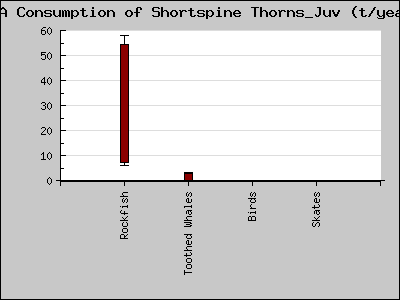 A Consumption of Shortspine Thorns_Juv (t/yea
60
50
40
30
20
10
0
Rockfish
Toothed Whales
Birds
Skates